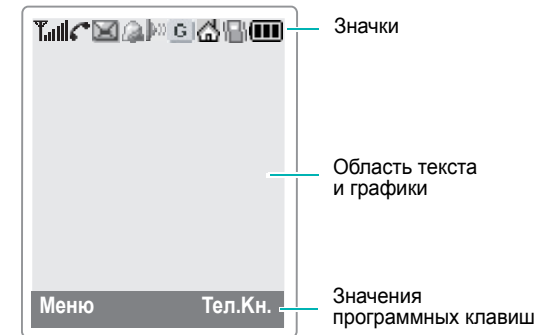 G
Значки
Область текста
и графики
Меню Тел.Кн.
Значения
программных клавиш